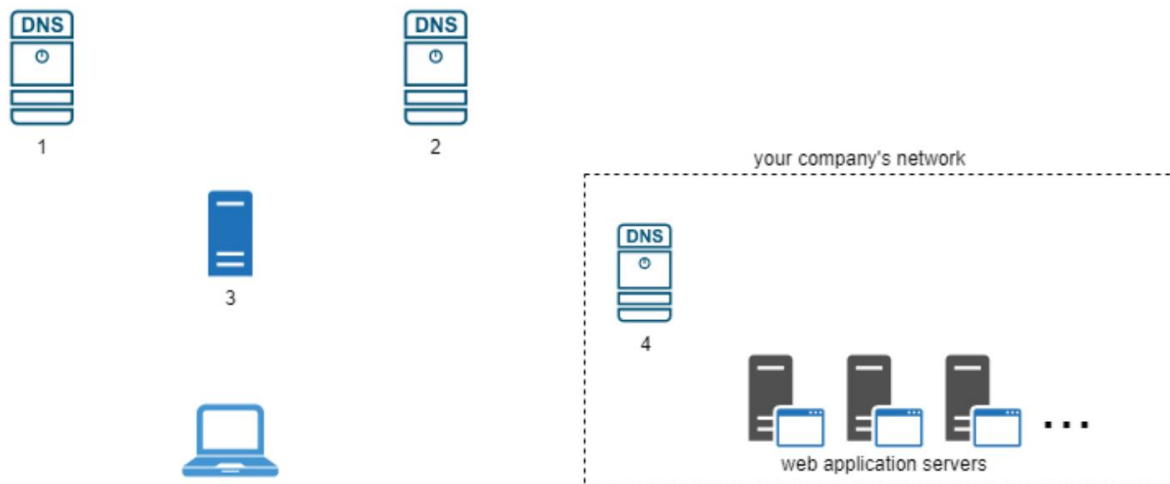 DNS
DNS
1
2
your company's network
3
DNS
4
web application servers
...